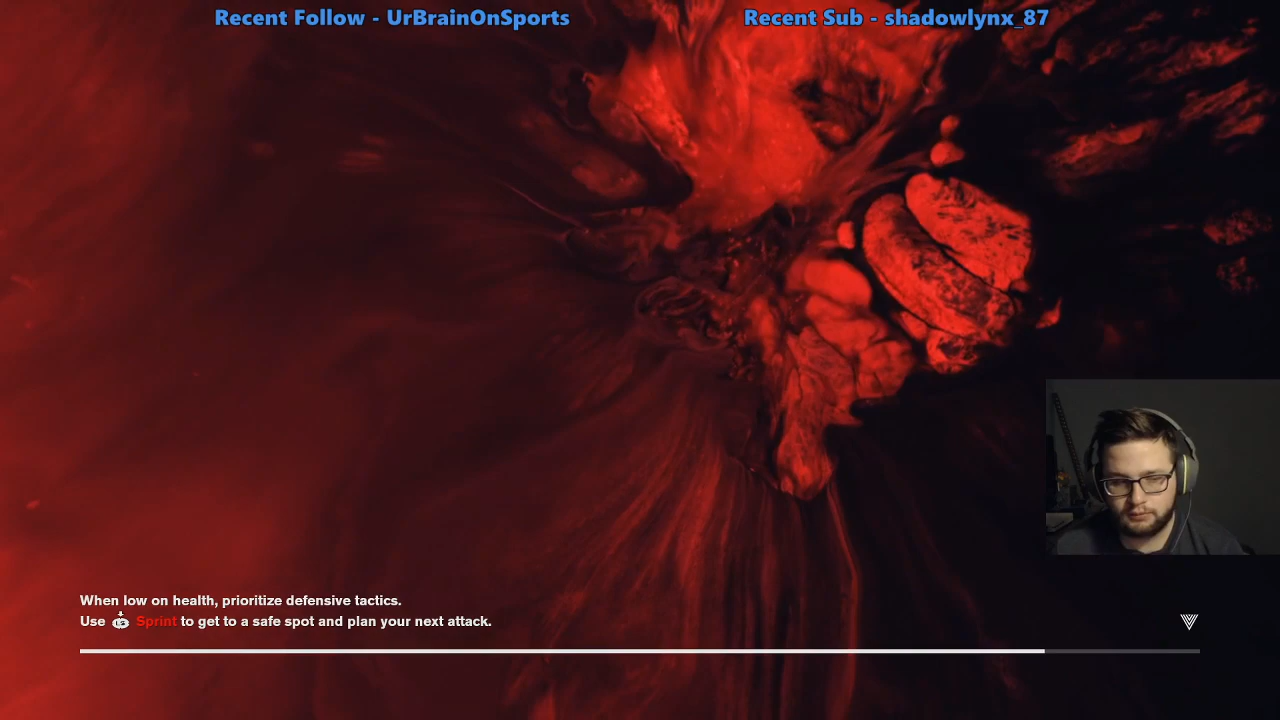 Recent Follow - UrBrainOnSports
Recent Sub - shadowlynx_87
When low on health, prioritize defensive tactics.
Use Sprint to get to a safe spot and plan your next attack.